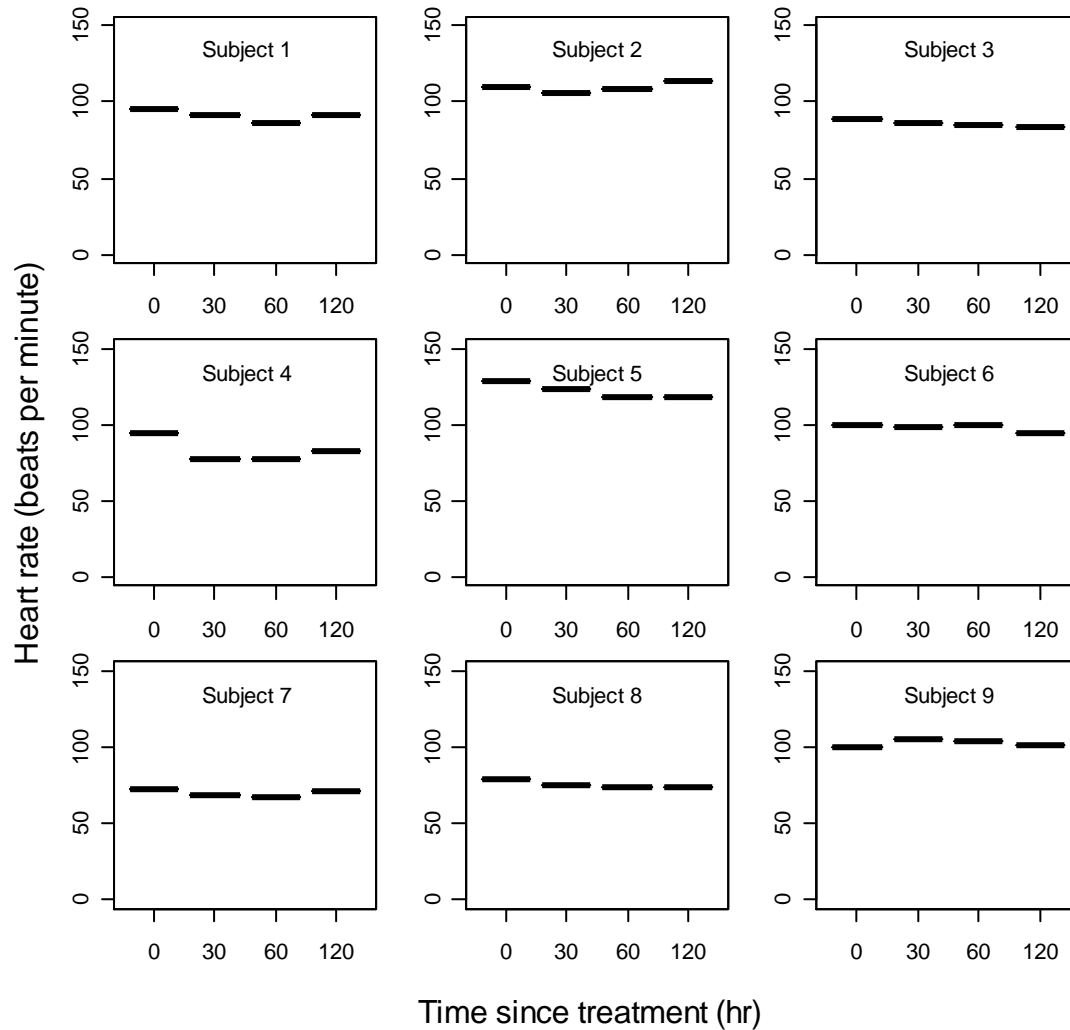 Heart rate (beats per minute)
Subject 1
150
100
50
0
0 30 60 120
Subject 2
150
100
50
0
0 30 60 120
Subject 3
150
100
50
0
0 30 60 120
Subject 4
150
100
50
0
0 30 60 120
Subject 5
150
100
50
0
0 30 60 120
Subject 6
150
100
50
0
0 30 60 120
Subject 7
150
100
50
0
0 30 60 120
Subject 8
150
100
50
0
0 30 60 120
Subject 9
150
100
50
0
0 30 60 120
Time since treatment (hr)